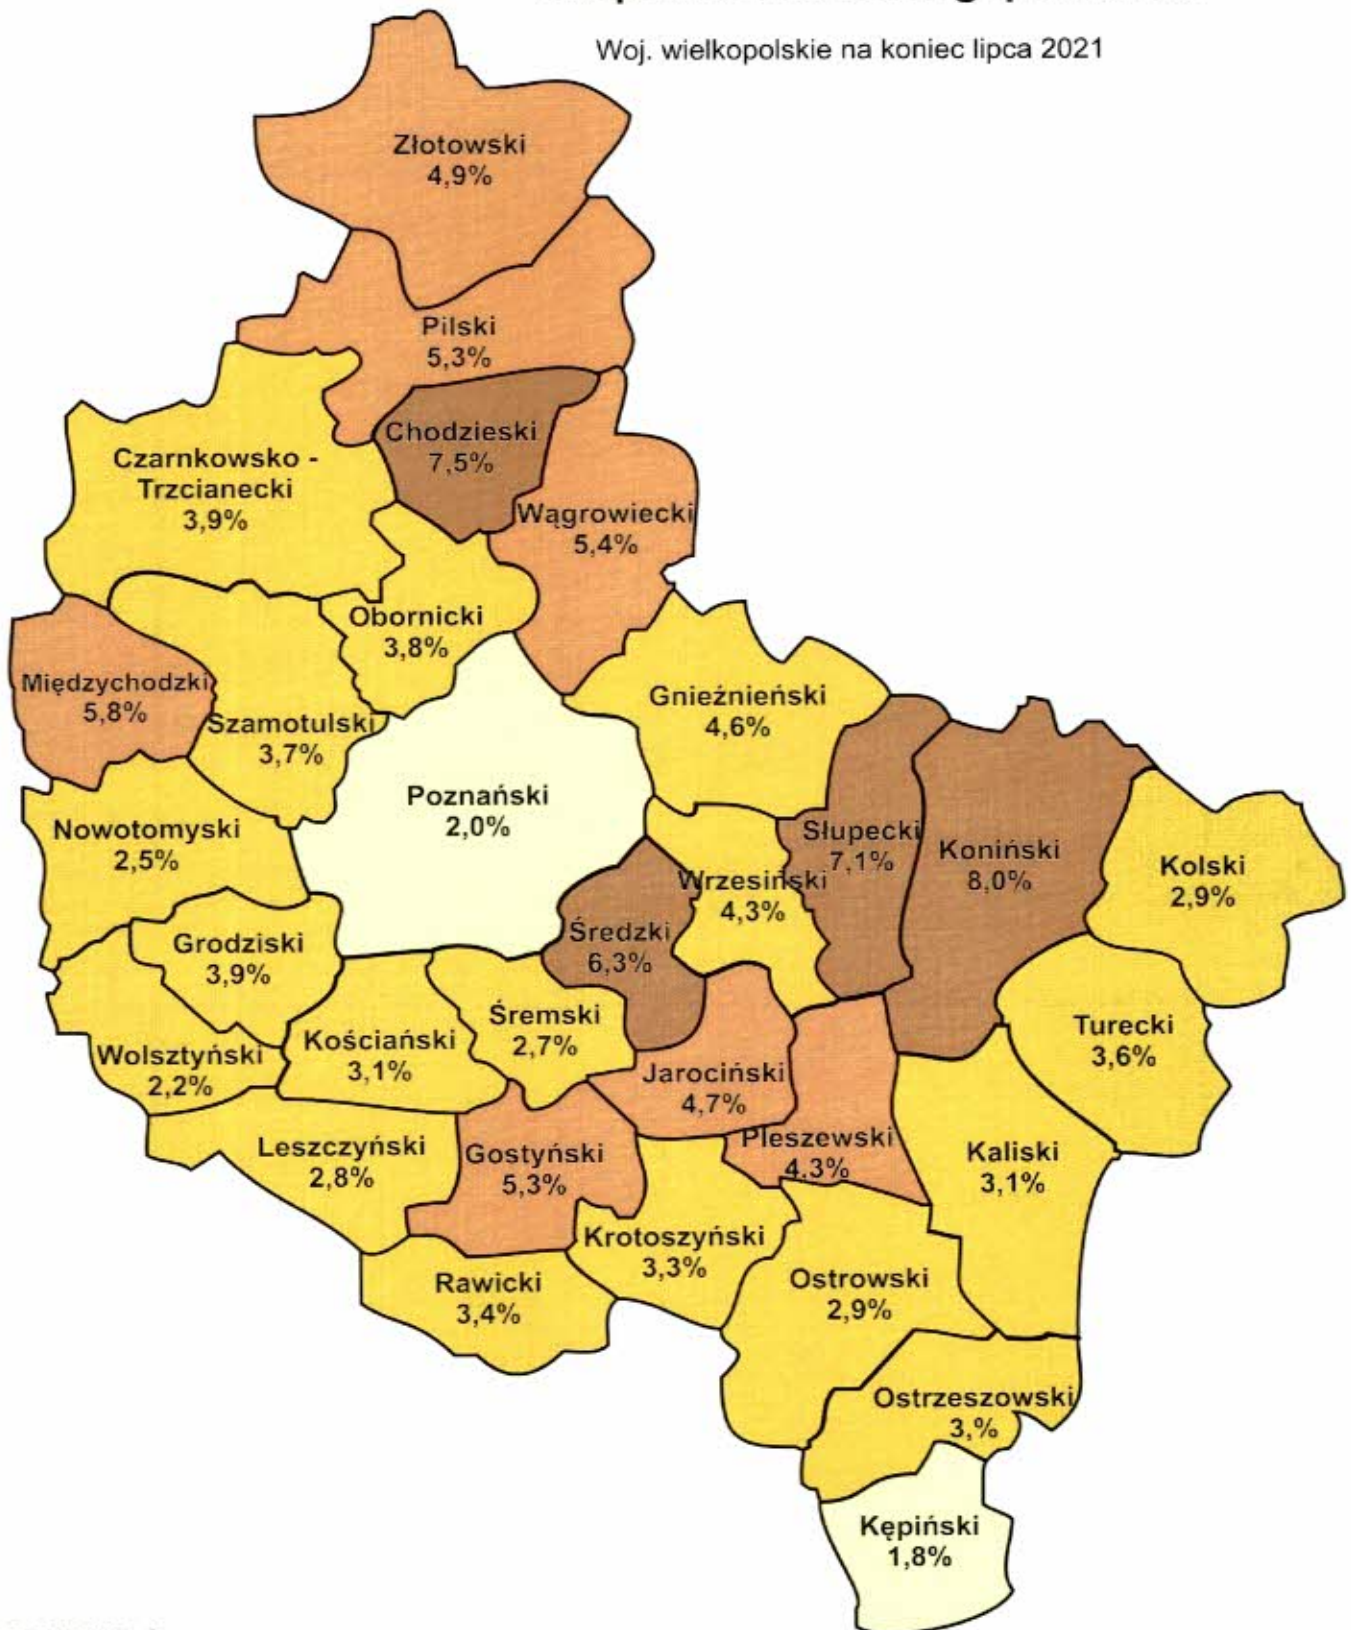 Woj. wielkopolskie na koniec lipca 2021
Złotowski
4,9%
Pilski
5,3%
Chodzieski
7,5%
Czarnkowsko -
Trzcianecki
3,9%
Wągrowiecki
5,4%
Obornicki
3,8%
Międzychodzki
5,8%
Szamotulski
3,7%
Gnieźnieński
4,6%
Poznański
2,0%
Nowotomyski
2,5%
Słupecki
7,1%
Koniński
8,0%
Kolski
2,9%
Wrzesiński
4,3%
Średzki
6,3%
Grodziski
3,9%
Śremski
2,7%
Kościański
3,1%
Wolsztyński
2,2%
Turecki
3,6%
Jarociński
4,7%
Pleszewski
4.3%
Leszczyński
2,8%
Gostyński
5,3%
Kaliski
3,1%
Krotoszyński
3,3%
Rawicki
3,4%
Ostrowski
2,9%
Ostrzeszowski
3,%
Kępiński
1,8%